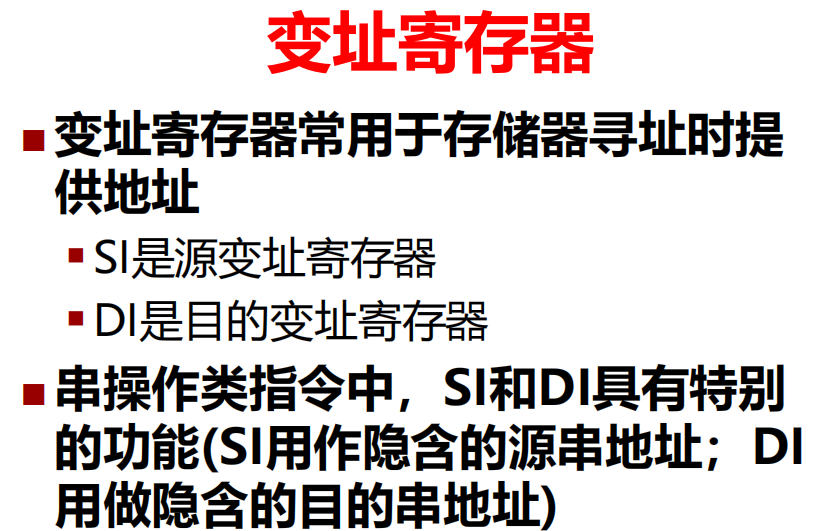 变址寄存器
变址寄存器常用于存储器寻址时提
供地址
SI是源变址寄存器
DI是目的变址寄存器
串操作类指令中，SI和DI具有特别
的功能(SI用作隐含的源串地址；DI
用做隐含的目的串地址)